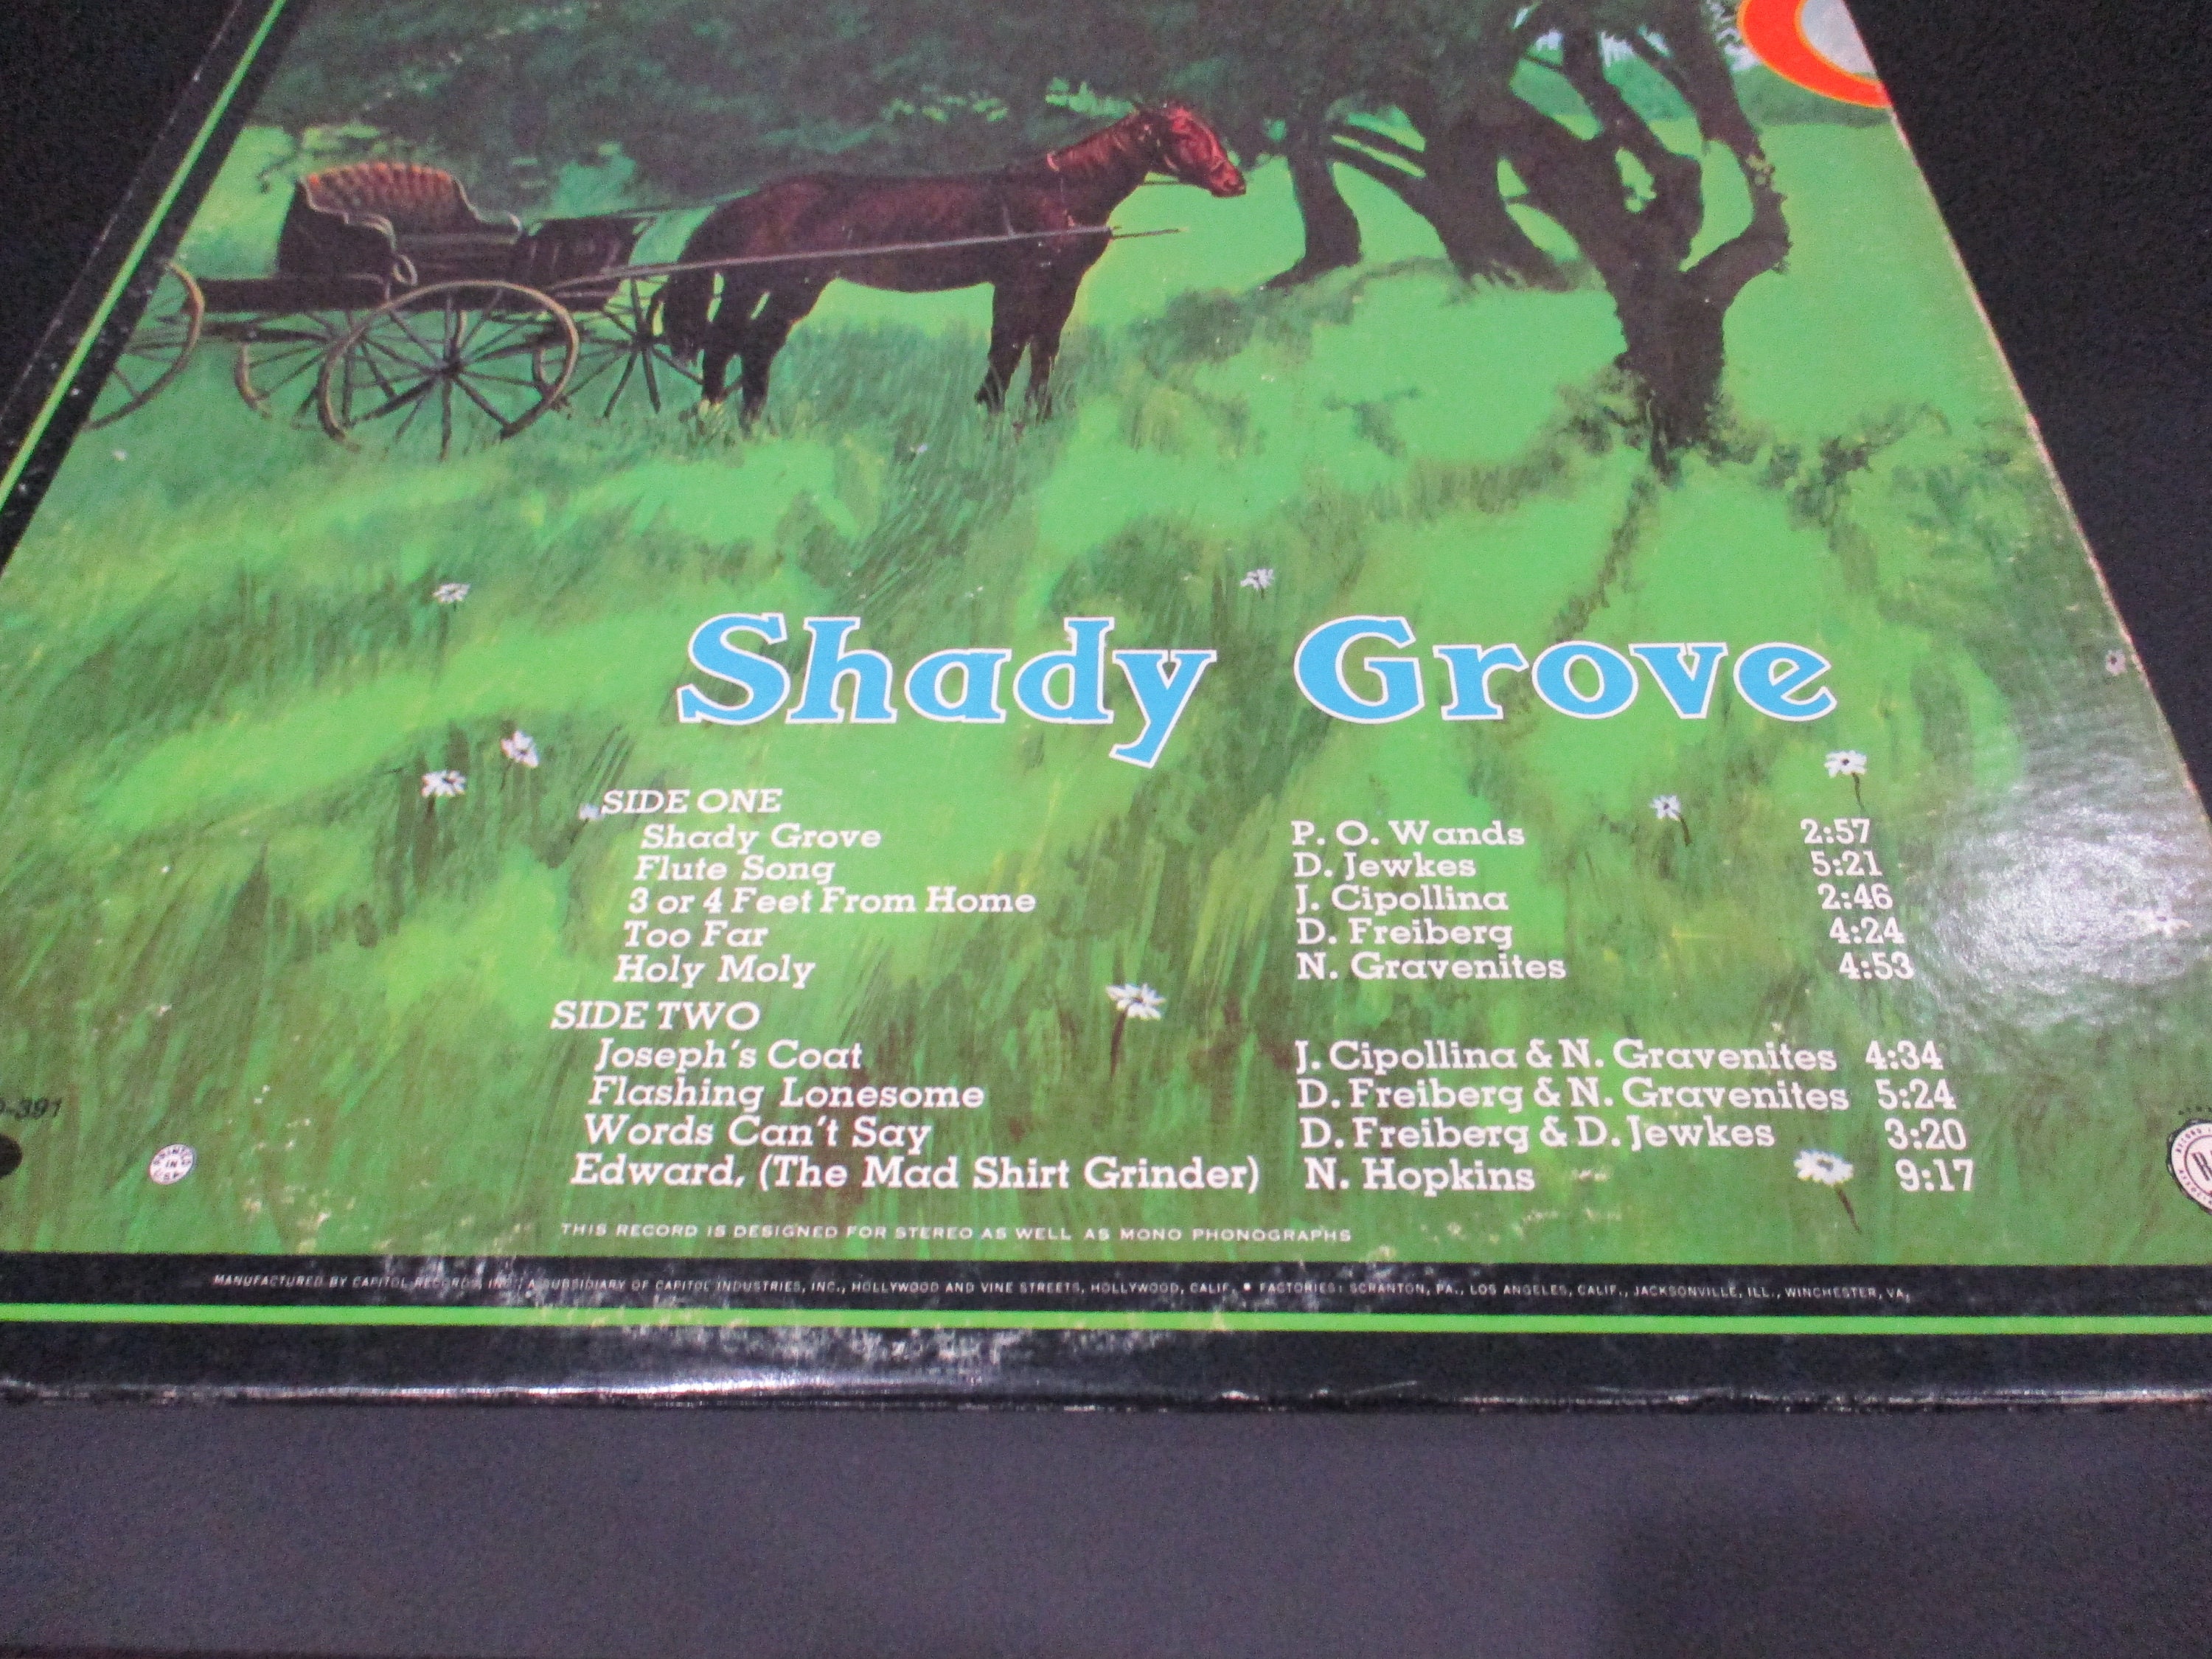 Shady Grove
SIDE ONE
Shady Grove P. O. Wands 2:57
Flute Song D. Jewkes 5:21
3 or 4 Feet From Home J. Cipollina 2:46
Too Far D. Freiberg 4:24
Holy Moly N. Gravenites 4:53
SIDE TWO
Joseph's Coat J. Cipollina & N. Gravenites 4:34
Flashing Lonesome D. Freiberg & N. Gravenites 5:24
Words Can't Say D. Freiberg & D. Jewkes 3:20
Edward, (The Mad Shirt Grinder) N. Hopkins 9:17
-391
PRINTED IN USA
THIS RECORD IS DESIGNED FOR STEREO AS WELL AS MONO PHONOGRAPHS
MANUFACTURED BY CAPITOL RECORDS INC., A SUBSIDIARY OF CAPITOL INDUSTRIES, INC., HOLLYWOOD AND VINE STREETS, HOLLYWOOD, CALIF. • FACTORIES: SCRANTON, PA., LOS ANGELES, CALIF., JACKSONVILLE, ILL., WINCHESTER, VA.